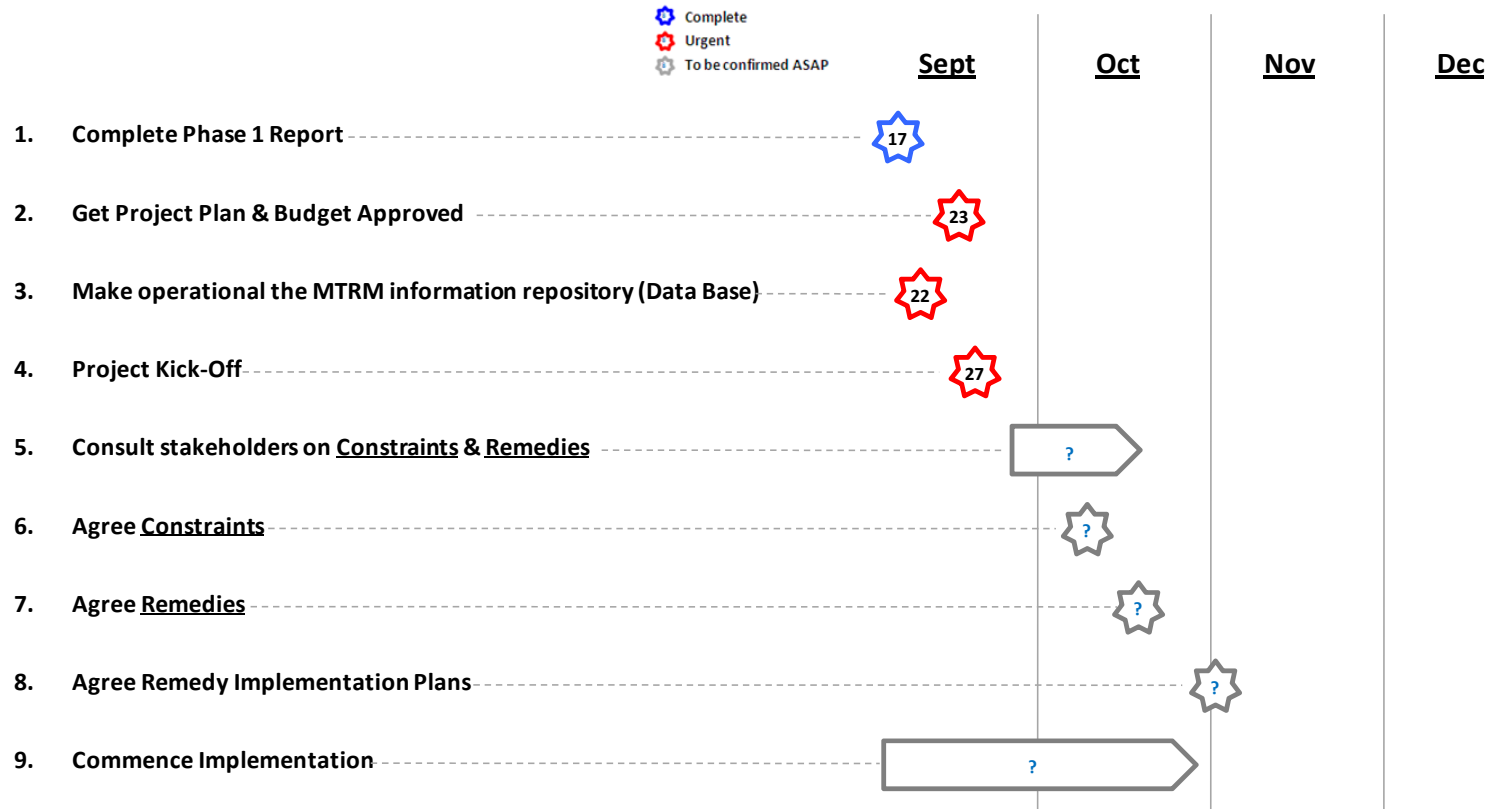 Complete
Urgent
To be confirmed ASAP
Sept Oct Nov Dec
1. Complete Phase 1 Report 17
2. Get Project Plan & Budget Approved 23
3. Make operational the MTRM information repository (Data Base) 22
4. Project Kick-Off 27
5. Consult stakeholders on Constraints & Remedies ?
6. Agree Constraints ?
7. Agree Remedies ?
8. Agree Remedy Implementation Plans ?
9. Commence Implementation ?